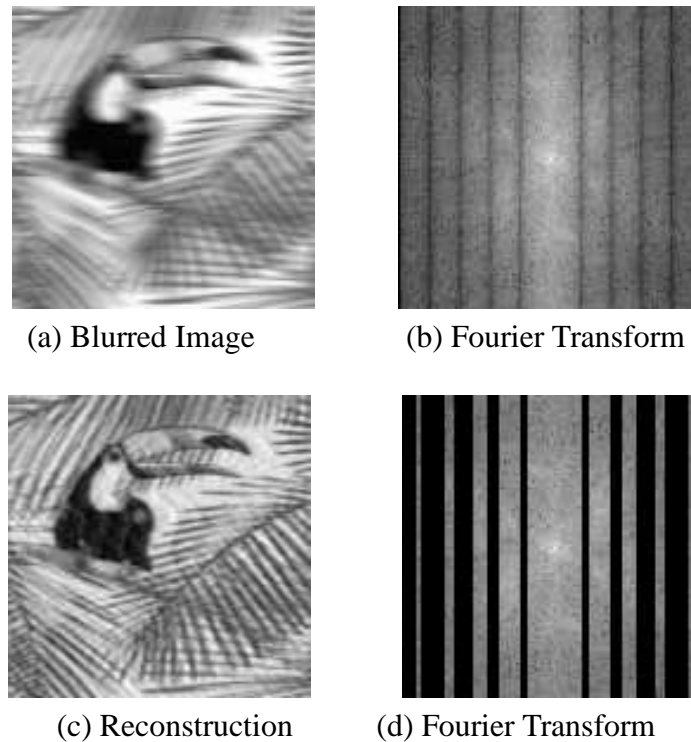 (a) Blurred Image
(b) Fourier Transform
(c) Reconstruction
(d) Fourier Transform